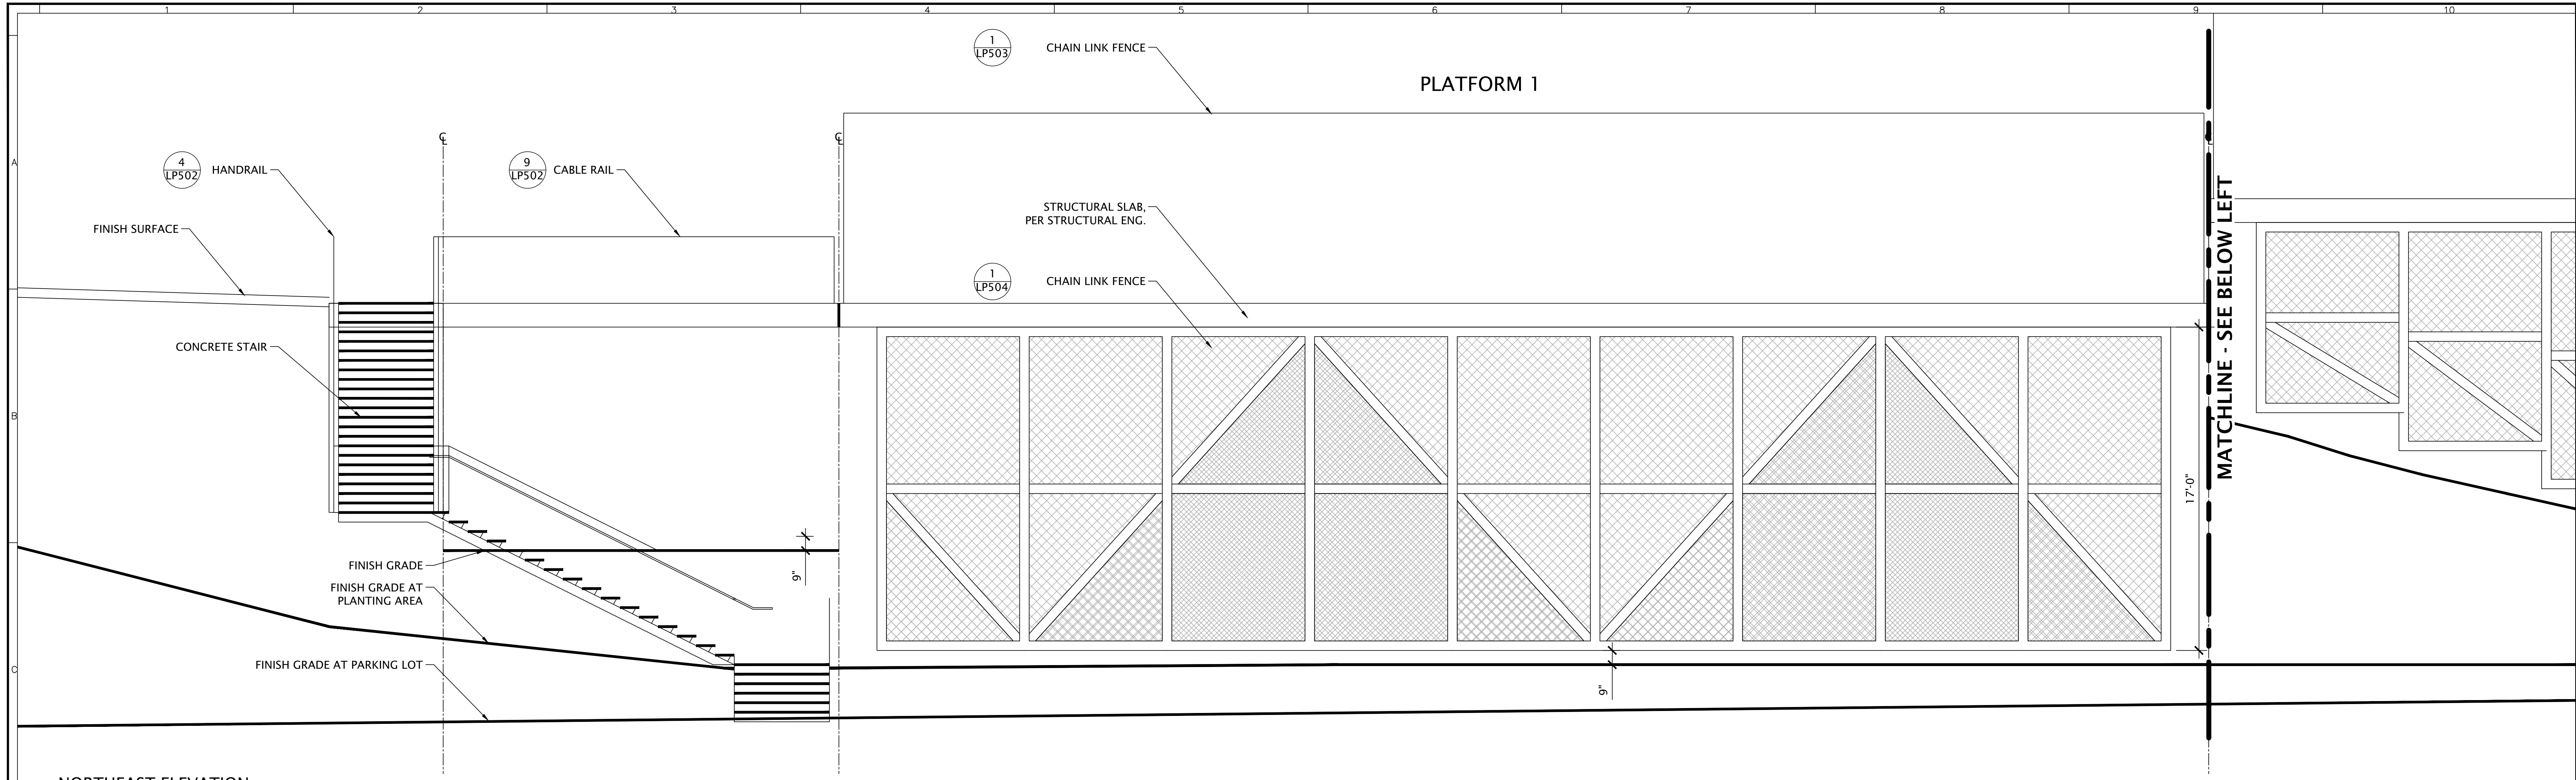 1 2 3 4 5 6 7 8 9 10
1
LP503
CHAIN LINK FENCE
PLATFORM 1
A
4
LP502
HANDRAIL
9
LP502
CABLE RAIL
FINISH SURFACE
STRUCTURAL SLAB,
PER STRUCTURAL ENG.
1
LP504
CHAIN LINK FENCE
MATCHLINE - SEE BELOW LEFT
CONCRETE STAIR
B
17'-0"
FINISH GRADE
9"
FINISH GRADE AT
PLANTING AREA
FINISH GRADE AT PARKING LOT
C
9"
NORTHEAST ELEVATION